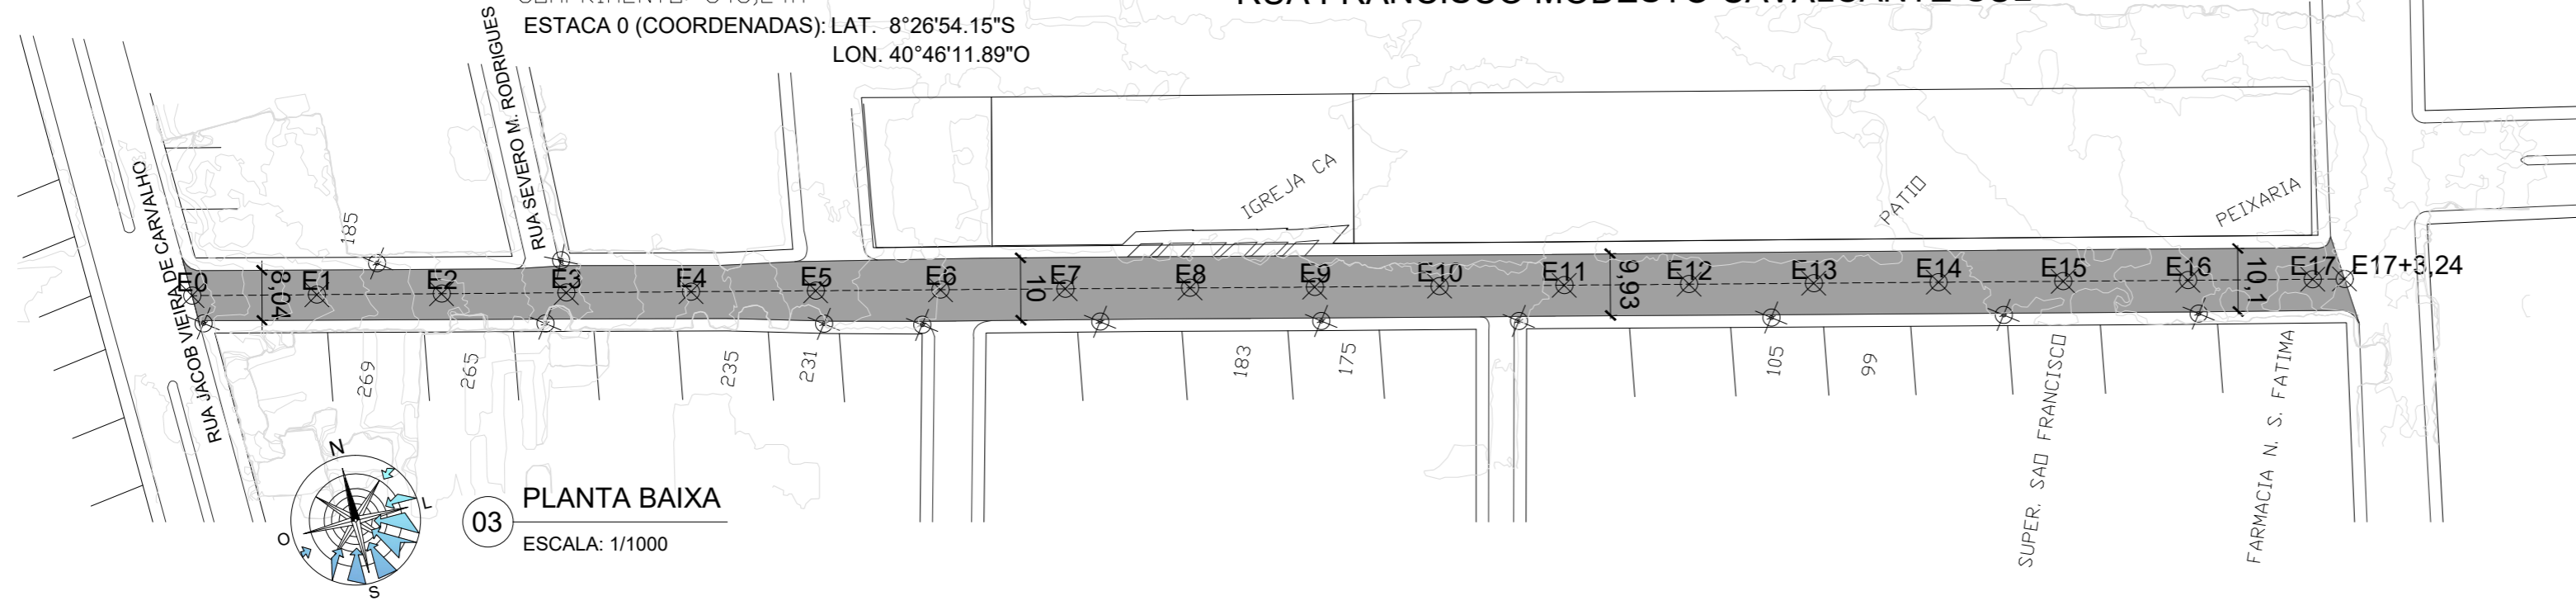 ESTACA 0 (COORDENADAS): LAT. 8°26'54.15"S
LON. 40°46'11.89"O
RUA JACOB VIEIRA DE CARVALHO
RUA SEVERO M. RODRIGUES
185
IGREJA CA
PATIO
PEIXARIA
E0
E1
E2
E3
E4
E5
E6
E7
E8
E9
E10
E11
E12
E13
E14
E15
E16
E17
E17+3,24
8,04
10
9,93
10,1
269
265
235
231
183
175
105
99
SUPER. SAO FRANCISCO
FARMACIA N. S. FATIMA
N
L
O
S
03
PLANTA BAIXA
ESCALA: 1/1000